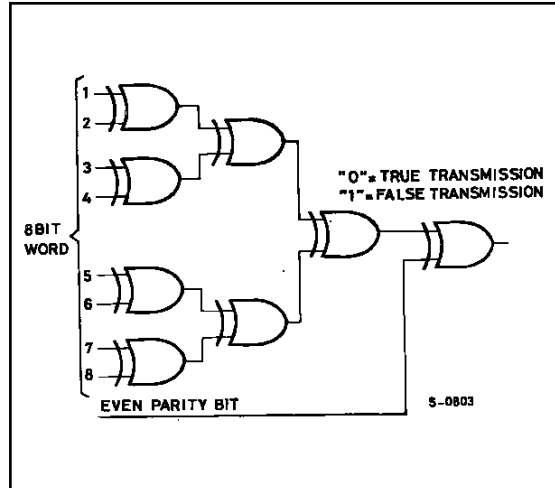 1
2
3
4
"0"= TRUE TRANSMISSION
"1"= FALSE TRANSMISSION
8BIT
WORD
5
6
7
8
EVEN PARITY BIT
S-0803